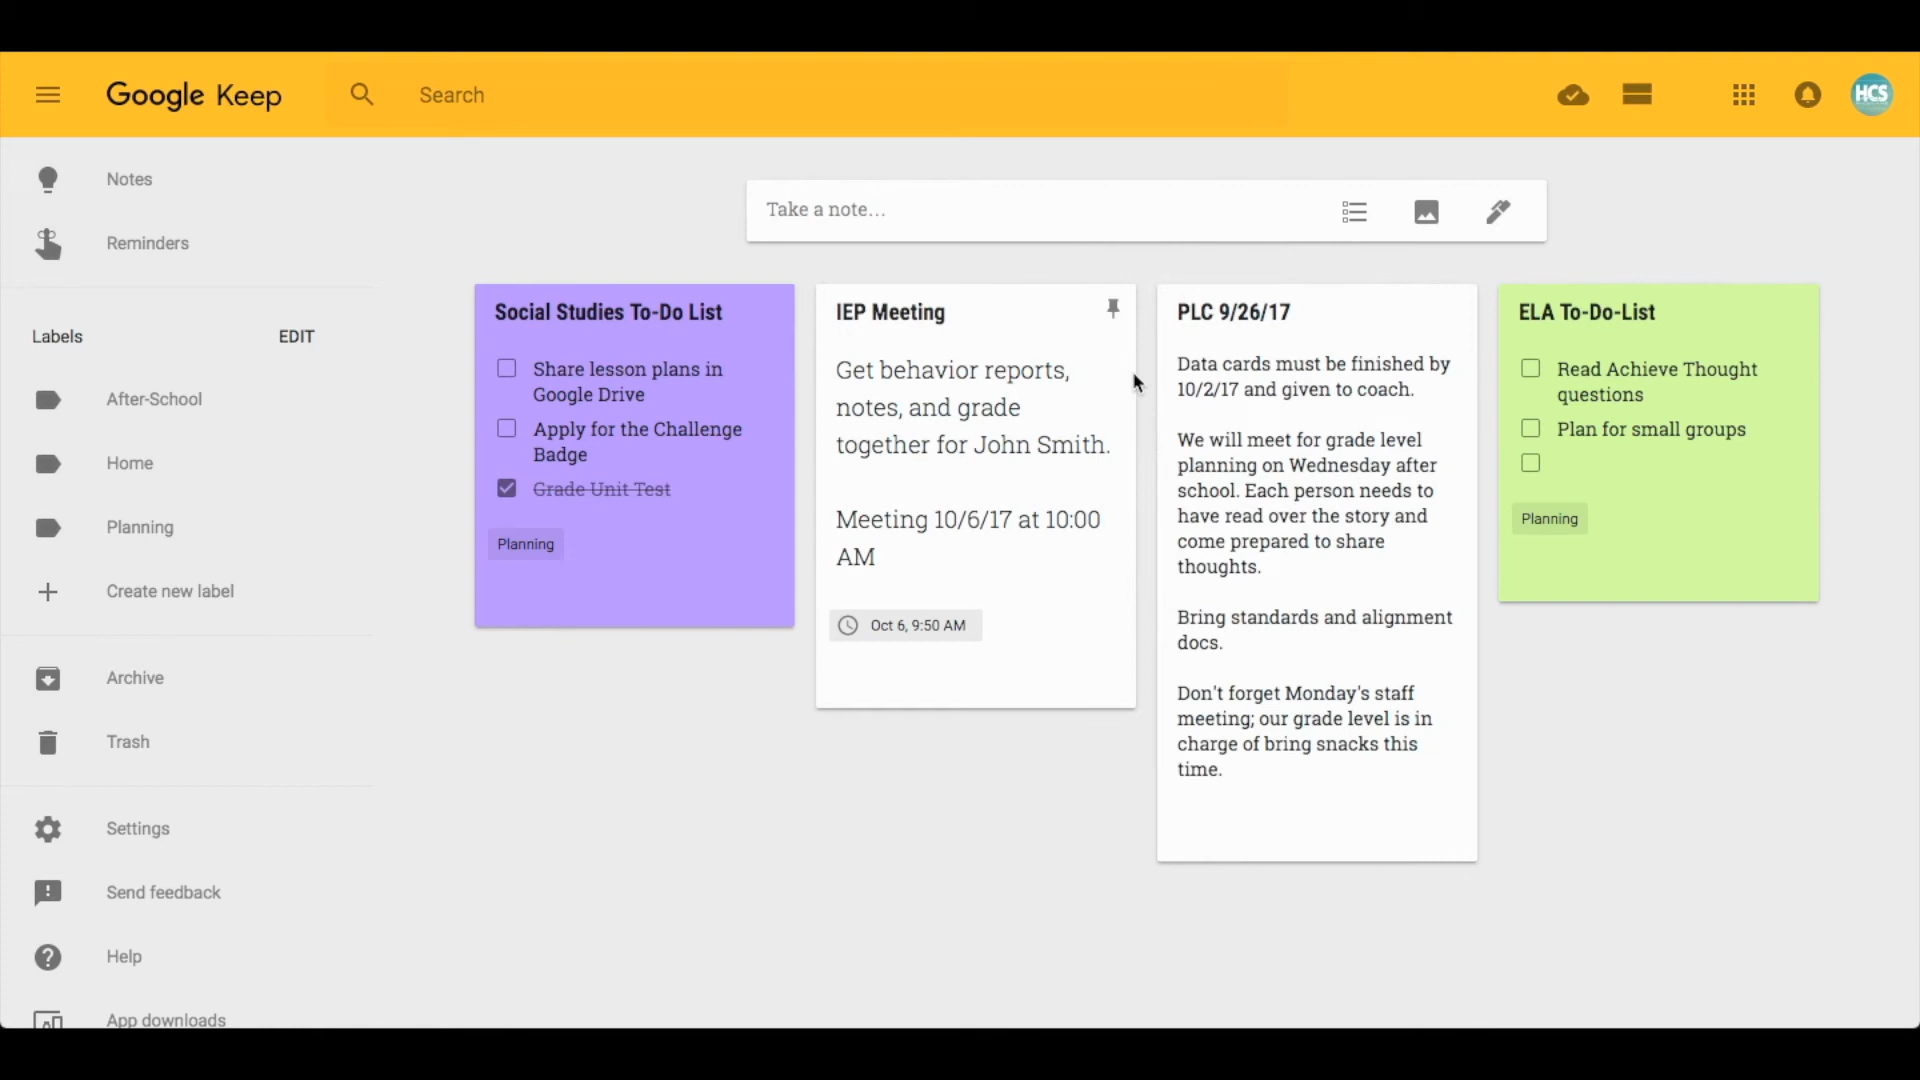 Google Keep
Search
HCS
Notes
Reminders
Labels
EDIT
After-School
Home
Planning
Create new label
Archive
Trash
Settings
Send feedback
Help
App downloads
Take a note...
Social Studies To-Do List
Share lesson plans in
Google Drive
Apply for the Challenge
Badge
Grade Unit Test
Planning
IEP Meeting
Get behavior reports,
notes, and grade
together for John Smith.
Meeting 10/6/17 at 10:00
AM
Oct 6, 9:50 AM
PLC 9/26/17
Data cards must be finished by
10/2/17 and given to coach.
We will meet for grade level
planning on Wednesday after
school. Each person needs to
have read over the story and
come prepared to share
thoughts.
Bring standards and alignment
docs.
Don't forget Monday's staff
meeting; our grade level is in
charge of bring snacks this
time.
ELA To-Do-List
Read Achieve Thought
questions
Plan for small groups
Planning